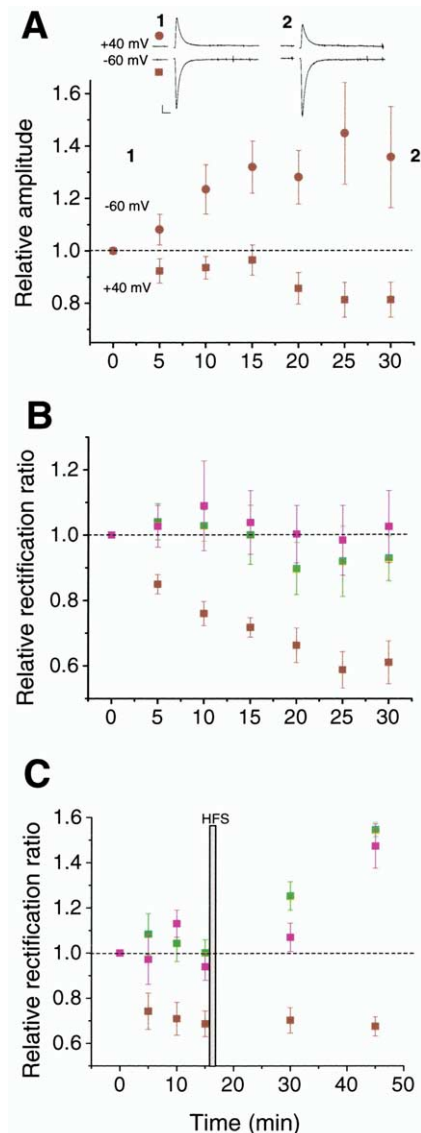 A
1
2
+40 mV
-60 mV
1.6
1.4
1.2
1.0
0.8
Relative amplitude
1
2
-60 mV
+40 mV
0 5 10 15 20 25 30
B
1.2
1.0
0.8
0.6
Relative rectification ratio
0 5 10 15 20 25 30
C
HFS
1.6
1.4
1.2
1.0
0.8
0.6
Relative rectification ratio
0 10 20 30 40 50
Time (min)